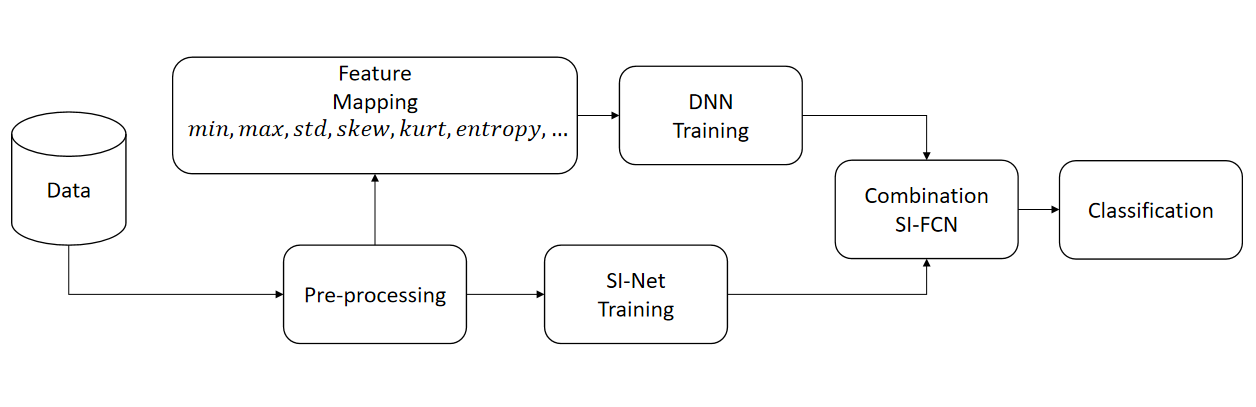 Feature
Mapping
min, max, std, skew, kurt, entropy, ...
DNN
Training
Data
Combination
SI-FCN
Classification
Pre-processing
SI-Net
Training